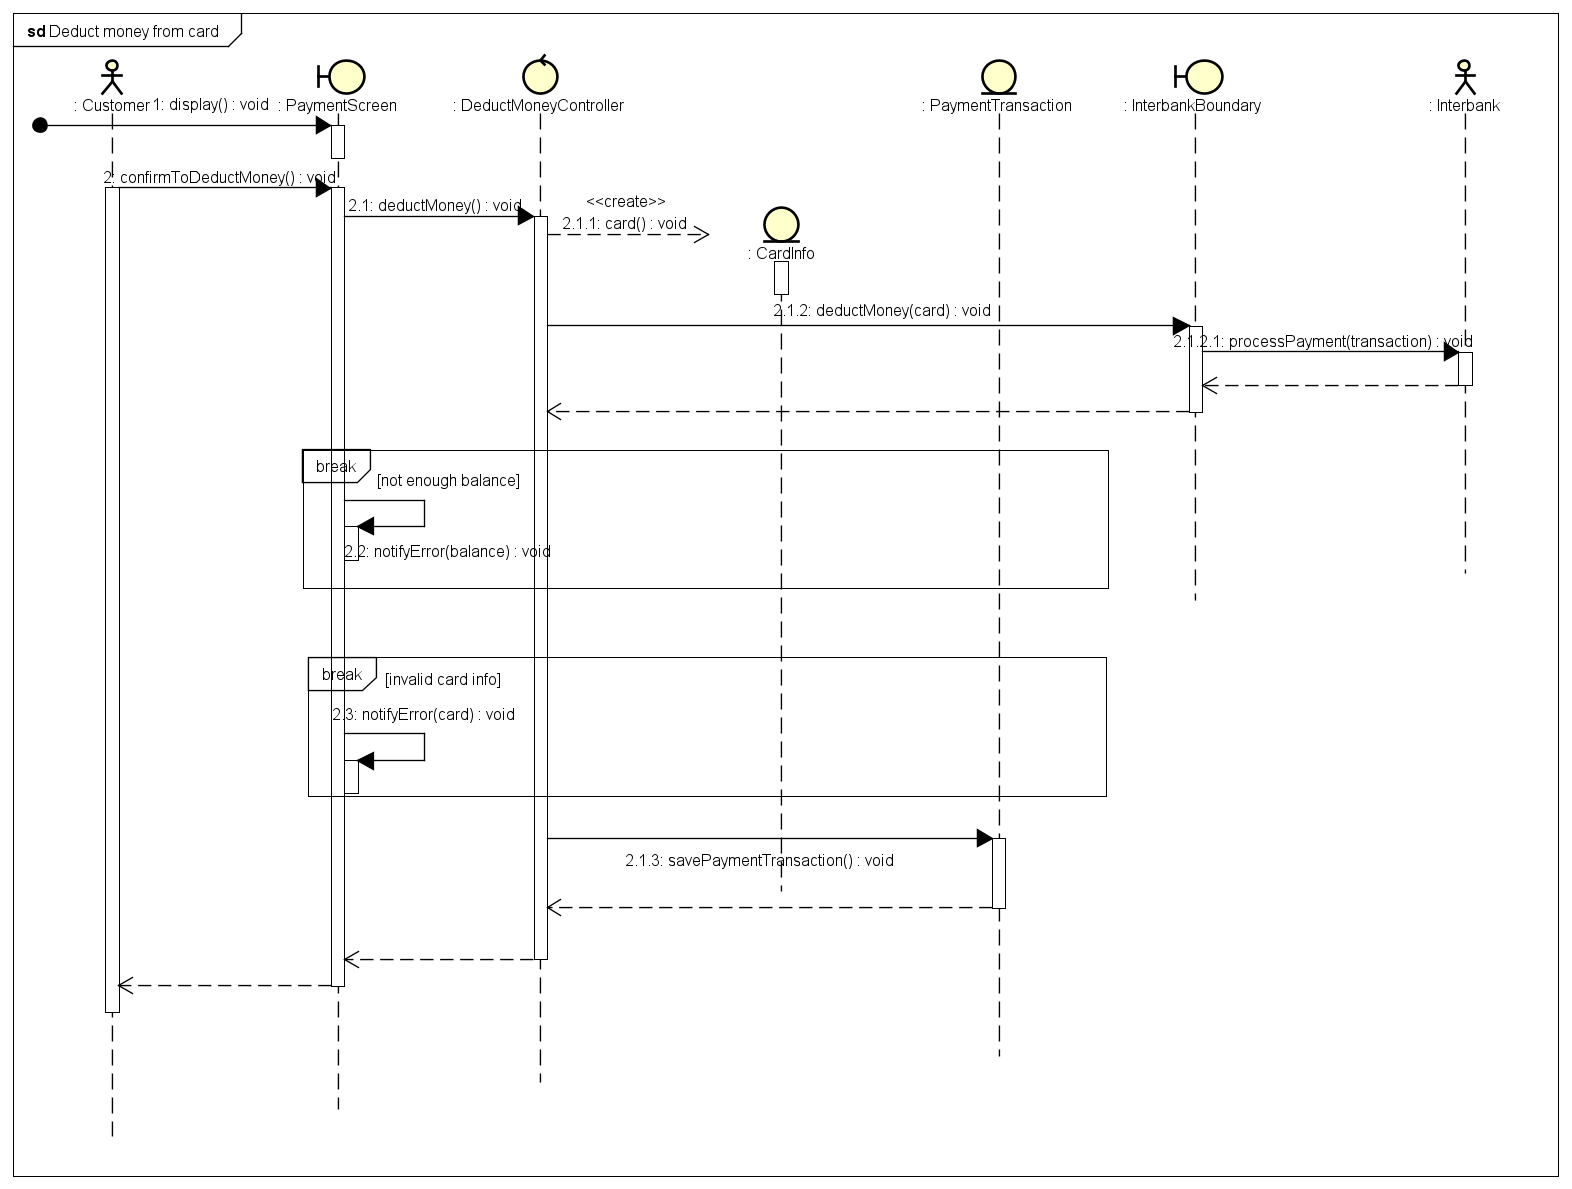 sd Deduct money from card
: Customer
1: display() : void
: PaymentScreen
: DeductMoneyController
: PaymentTransaction
: InterbankBoundary
: Interbank
2: confirmToDeductMoney() : void
2.1: deductMoney() : void
<<create>>
2.1.1: card() : void
: CardInfo
2.1.2: deductMoney(card) : void
2.1.2.1: processPayment(transaction) : void
break
[not enough balance]
2.2: notifyError(balance) : void
break
[invalid card info]
2.3: notifyError(card) : void
2.1.3: savePaymentTransaction() : void